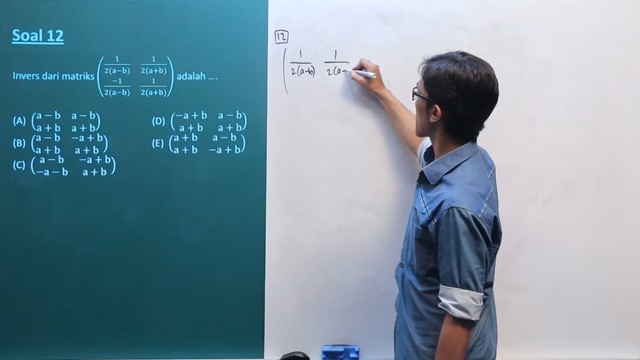 Soal 12
Invers dari matriks (1/2(a−b) 1/2(a+b) −1/2(a−b) 1/2(a+b)) adalah ....
(A) (a − b a − b
a + b a + b)
(B) (a − b −a + b
a + b a + b)
(C) (a − b −a + b
−a − b a + b)
(D) (−a + b a − b
a + b a + b)
(E) (a + b a − b
a + b −a + b)
12
( 1/2(a−b) 1/2(a−